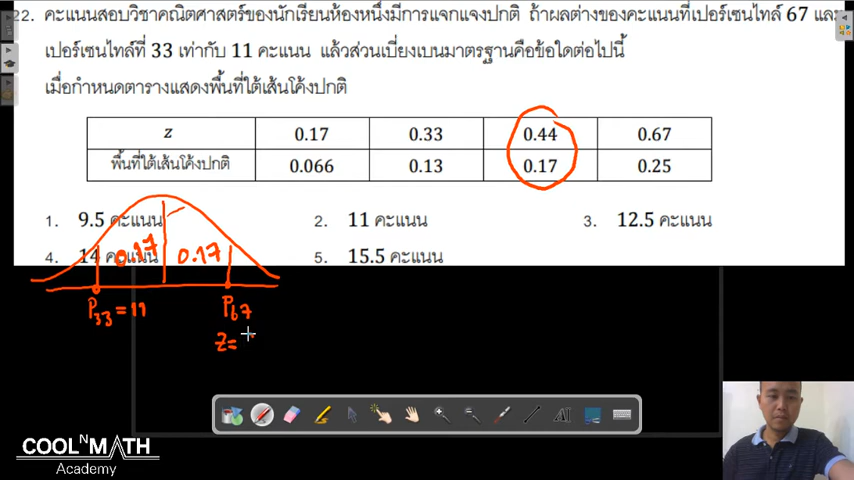 22. คะแนนสอบวิชาคณิตศาสตร์ของนักเรียนห้องหนึ่งมีการแจกแจงปกติ ถ้าผลต่างของคะแนนที่เปอร์เซนไทล์ 67 และ
เปอร์เซนไทล์ที่ 33 เท่ากับ 11 คะแนน แล้วส่วนเบี่ยงเบนมาตรฐานคือข้อใดต่อไปนี้
เมื่อกำหนดตารางแสดงพื้นที่ใต้เส้นโค้งปกติ
z 0.17 0.33 0.44 0.67
พื้นที่ใต้เส้นโค้งปกติ 0.066 0.13 0.17 0.25
1. 9.5 คะแนน 2. 11 คะแนน 3. 12.5 คะแนน
4. 14 คะแนน 5. 15.5 คะแนน
0.17 0.17
P33 = 11 P67
Z=
COOL N MATH
Academy